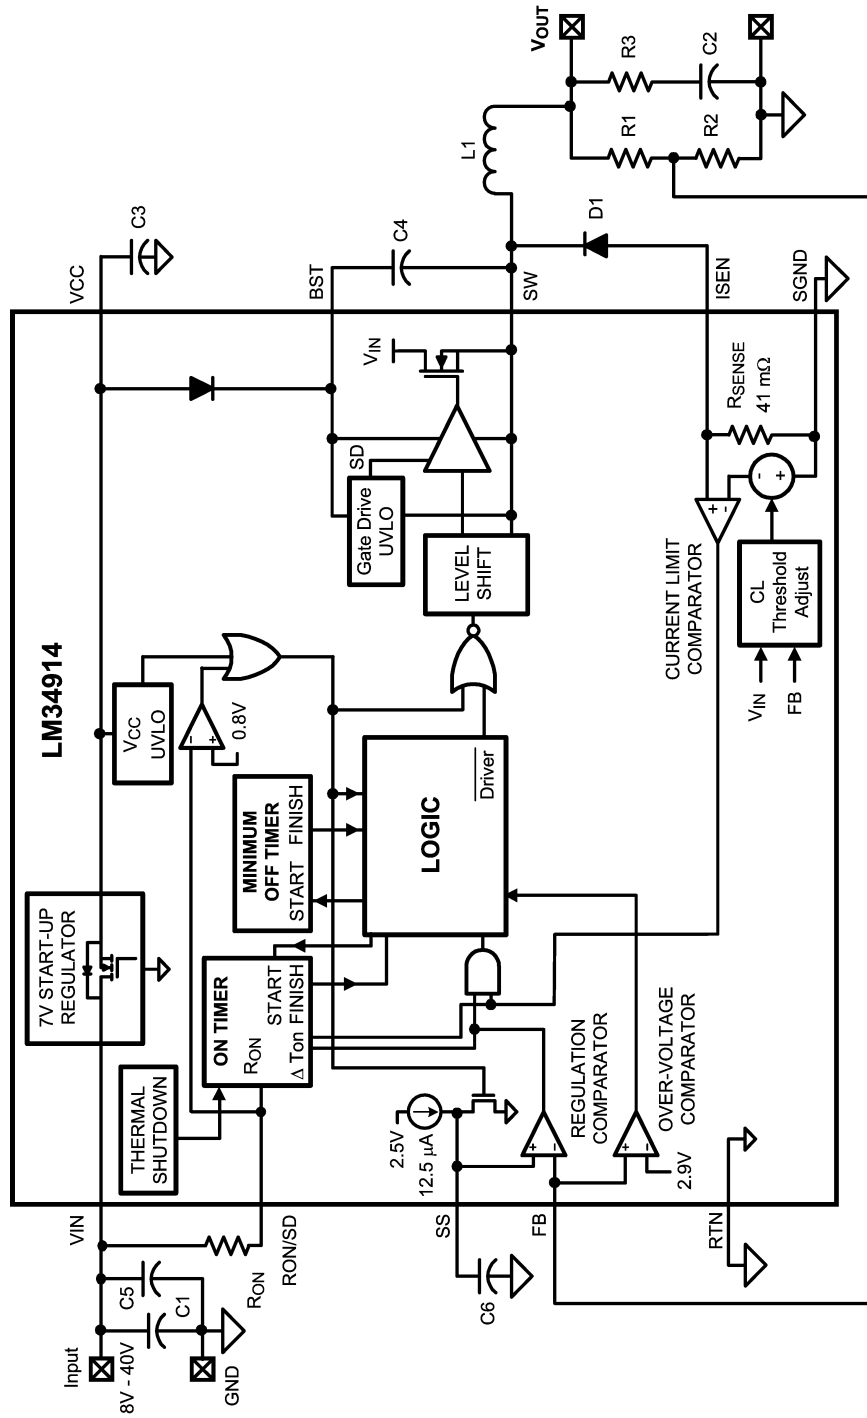 LM34914
Input
8V - 40V
GND
C1
C5
VIN
RON
RON/SD
C6
SS
FB
RTN
THERMAL
SHUTDOWN
7V START-UP
REGULATOR
ON TIMER
RON
START
FINISH
Δ Ton
2.5V
12.5 µA
REGULATION
COMPARATOR
+
-
OVER-VOLTAGE
COMPARATOR
+
-
2.9V
MINIMUM
OFF TIMER
START
FINISH
VCC
UVLO
-
+
0.8V
LOGIC
Driver
LEVEL
SHIFT
Gate Drive
UVLO
SD
VIN
CURRENT LIMIT
COMPARATOR
+
-
CL
Threshold
Adjust
VIN
FB
-
+
RSENSE
41 mΩ
VCC
C3
BST
C4
SW
L1
D1
ISEN
SGND
VOUT
R1
R2
R3
C2